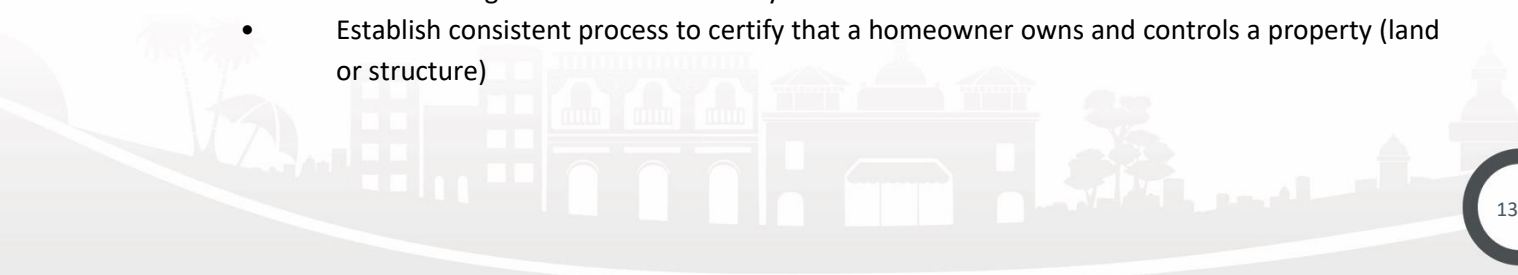 • Establish consistent process to certify that a homeowner owns and controls a property (land
or structure)
13